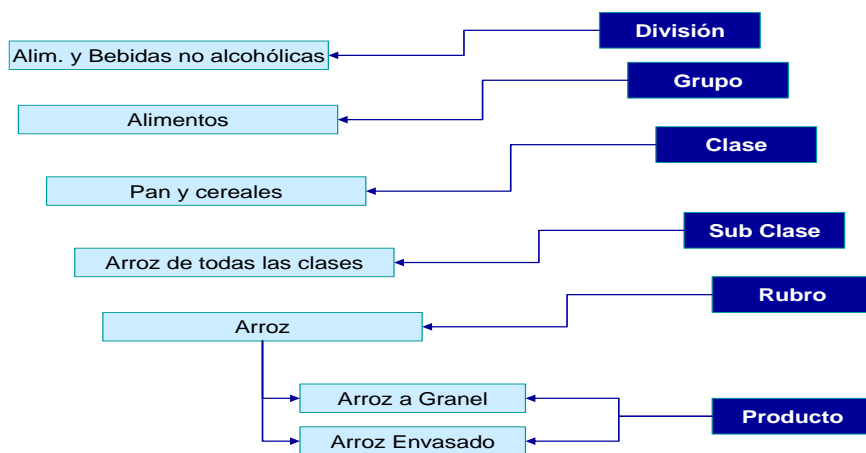 División
Alim. y Bebidas no alcohólicas
Grupo
Alimentos
Clase
Pan y cereales
Sub Clase
Arroz de todas las clases
Rubro
Arroz
Arroz a Granel
Producto
Arroz Envasado